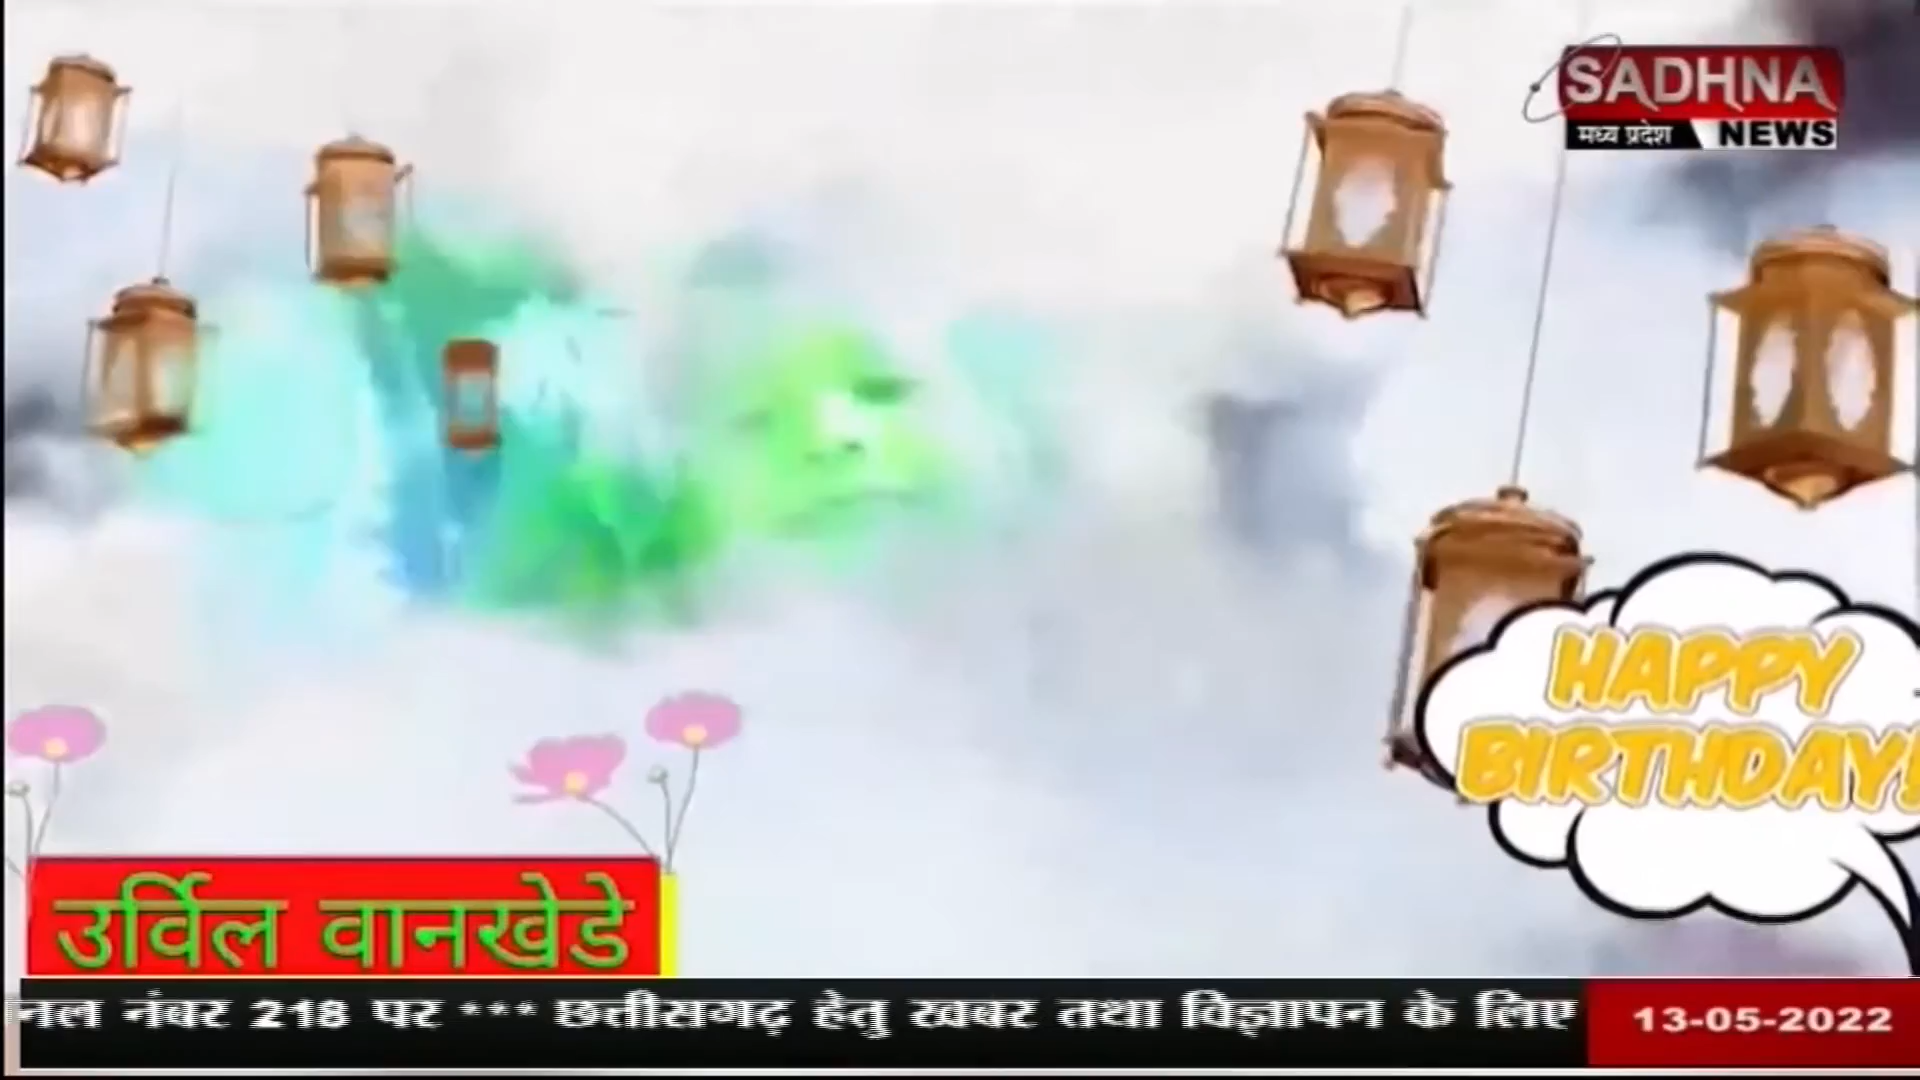 SADHNA
मध्य प्रदेश NEWS
HAPPY
BIRTHDAY!
उर्विल वानखेडे
नल नंबर 218 पर *** छत्तीसगढ़ हेतु खबर तथा विज्ञापन के लिए
13-05-2022